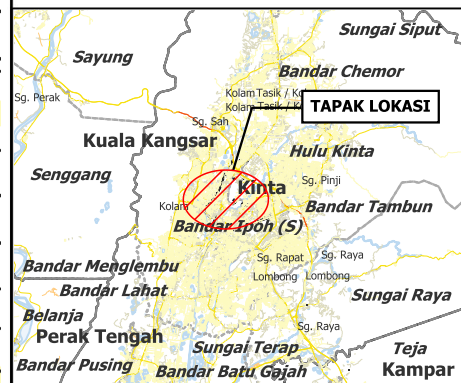 Sungai Siput
Sayung
Bandar Chemor
Sg. Perak
Kolam Tasik / Ko
Kolam Tasik / K
TAPAK LOKASI
Sg. Sah
Kuala Kangsar
Hulu Kinta
Senggang
Sg. Pinji
Kinta
Kolam
Bandar Tambun
Bandar Ipoh (S)
Sg. Rapat
Sg. Raya
Bandar Menglembu
Lombong
Lombong
Bandar Lahat
Sungai Raya
Belanja
Sg. Raya
Perak Tengah
Sungai Terap
Teja
Bandar Pusing
Bandar Batu Gajah
Kampar